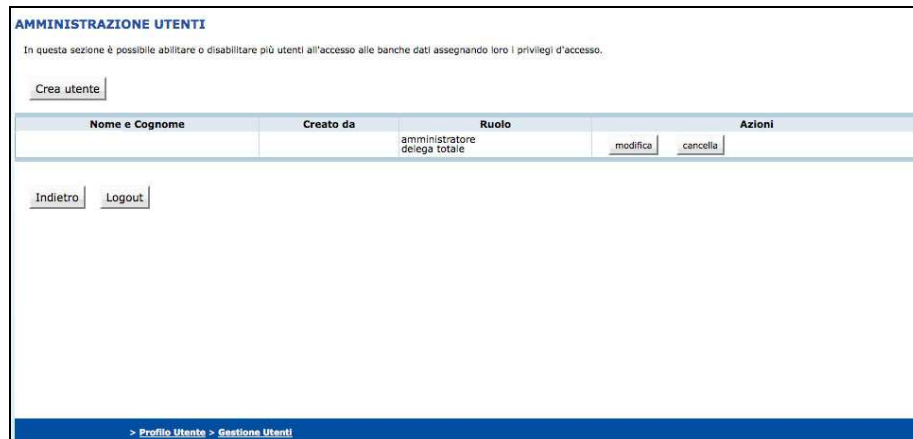 AMMINISTRAZIONE UTENTI
In questa sezione è possibile abilitare o disabilitare più utenti all'accesso alle banche dati assegnando loro i privilegi d'accesso.
Crea utente
Nome e Cognome Creato da Ruolo Azioni
amministratore
delega totale
modifica cancella
Indietro Logout
> Profilo Utente > Gestione Utenti